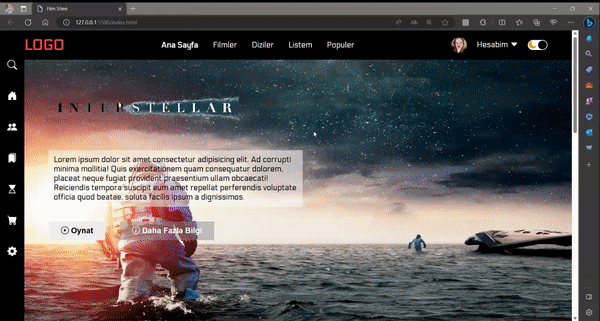 Film Sitesi
127.0.0.1:5500/index.html
LOGO
Ana Sayfa Filmler Diziler Listem Populer
Hesabim
INTERSTELLAR
Lorem ipsum dolor sit amet consectetur adipisicing elit. Ad corrupti
minima mollitia! Quis exercitationem quam consequatur dolorem,
placeat neque fugiat provident praesentium ullam obcaecati!
Reiciendis tempora suscipit eum amet repellat perferendis voluptate
officia quod beatae, soluta facilis ipsum a dignissimos.
Oynat
Daha Fazla Bilgi